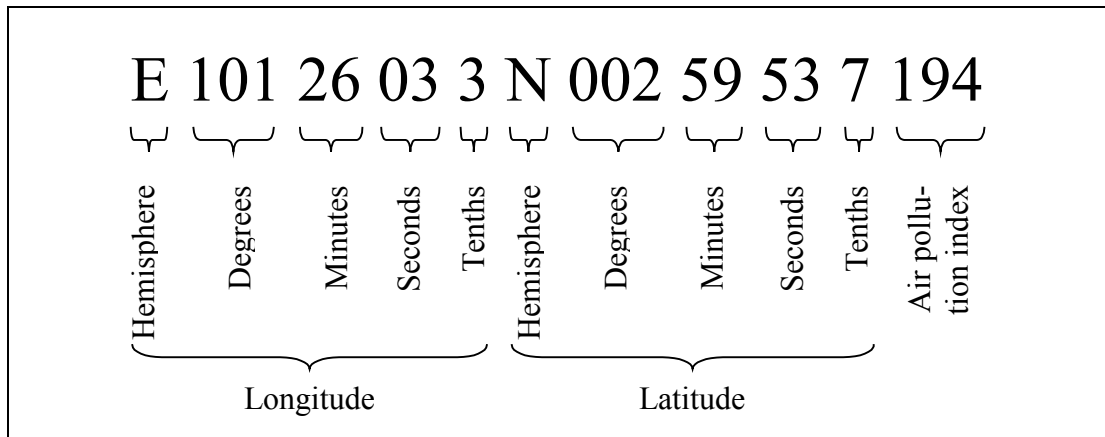 E 101 26 03 3 N 002 59 53 7 194
Hemisphere
Degrees
Minutes
Seconds
Tenths
Hemisphere
Degrees
Minutes
Seconds
Tenths
Air pollu-
tion index
Longitude
Latitude